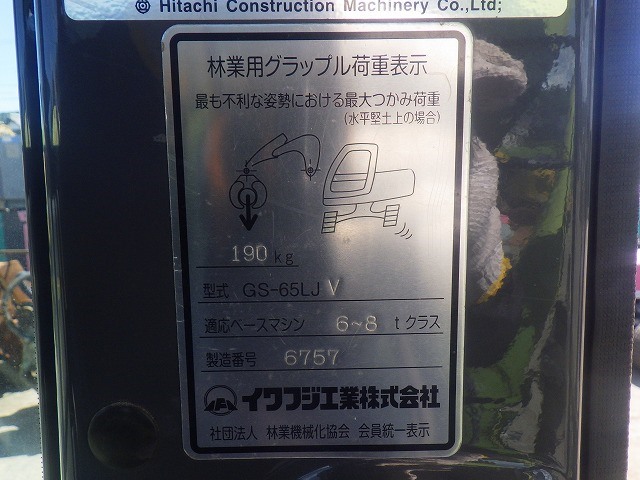 ® Hitachi Construction Machinery Co.,Ltd;
林業用グラップル荷重表示
最も不利な姿勢における最大つかみ荷重
(水平堅土上の場合)
190kg
型式 GS-65LJV
適応ベースマシン 6~8 tクラス
製造番号 6757
イワフジ工業株式会社
社団法人 林業機械化協会 会員統一表示